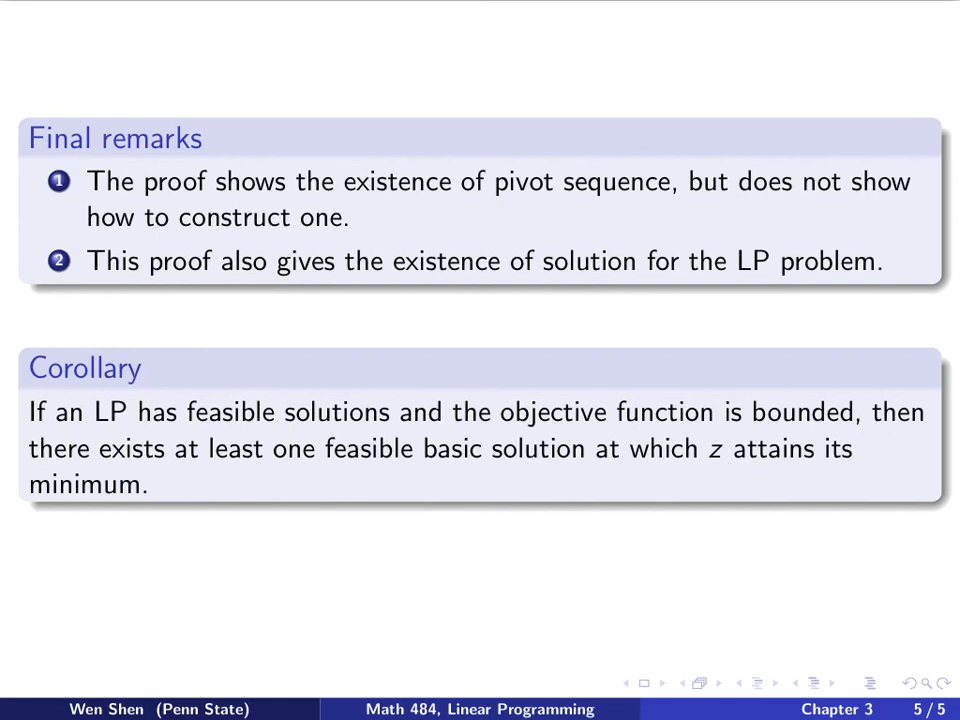 Final remarks
1 The proof shows the existence of pivot sequence, but does not show
how to construct one.
2 This proof also gives the existence of solution for the LP problem.
Corollary
If an LP has feasible solutions and the objective function is bounded, then
there exists at least one feasible basic solution at which z attains its
minimum.
Wen Shen (Penn State) Math 484, Linear Programming Chapter 3 5 / 5